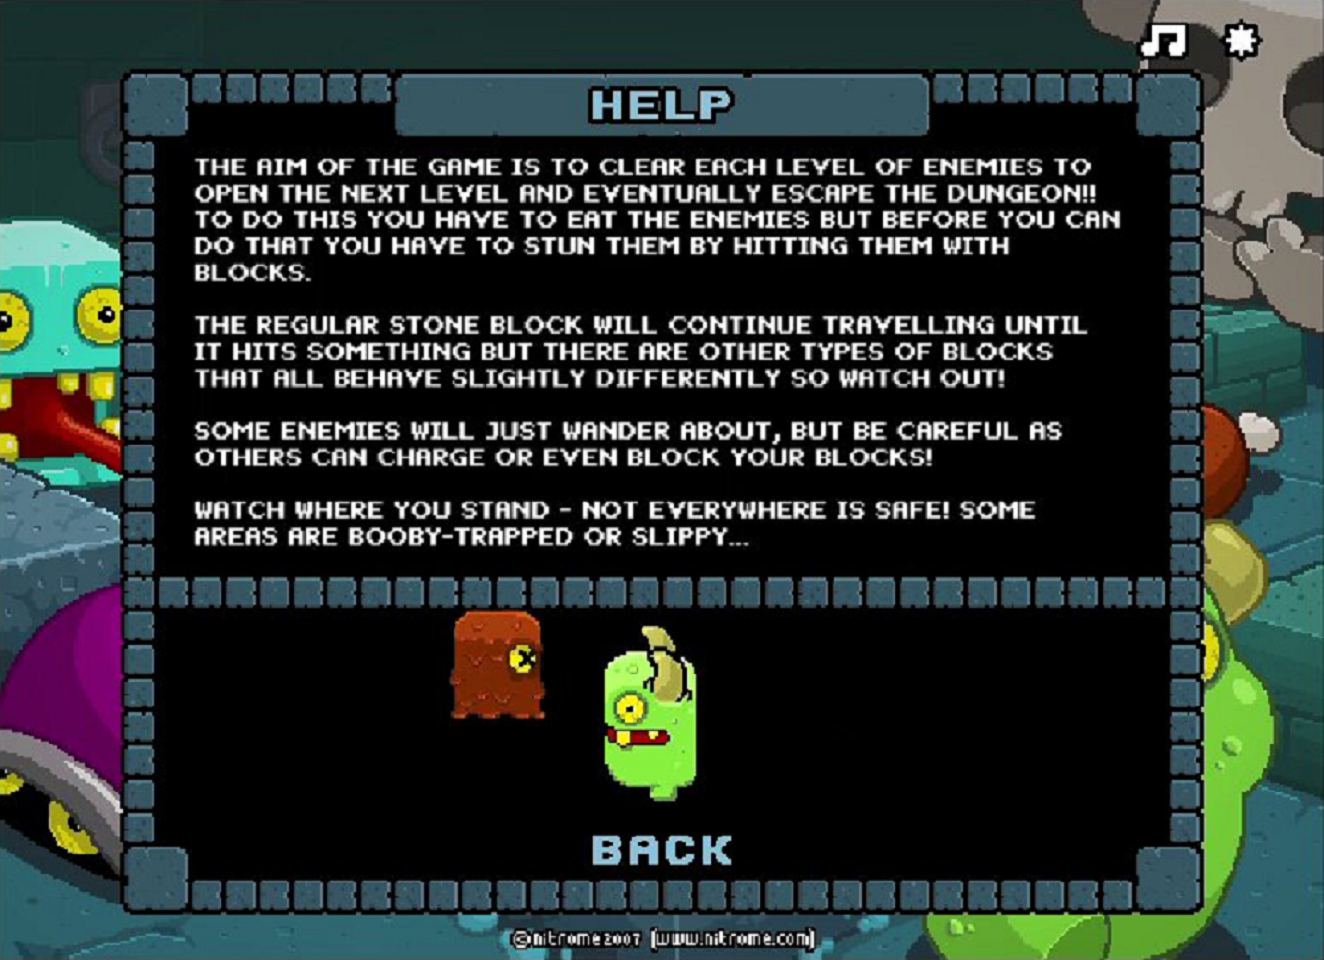 HELP
THE AIM OF THE GAME IS TO CLEAR EACH LEVEL OF ENEMIES TO
OPEN THE NEXT LEVEL AND EVENTUALLY ESCAPE THE DUNGEON!!
TO DO THIS YOU HAVE TO EAT THE ENEMIES BUT BEFORE YOU CAN
DO THAT YOU HAVE TO STUN THEM BY HITTING THEM WITH
BLOCKS.
THE REGULAR STONE BLOCK WILL CONTINUE TRAVELLING UNTIL
IT HITS SOMETHING BUT THERE ARE OTHER TYPES OF BLOCKS
THAT ALL BEHAVE SLIGHTLY DIFFERENTLY SO WATCH OUT!
SOME ENEMIES WILL JUST WANDER ABOUT, BUT BE CAREFUL AS
OTHERS CAN CHARGE OR EVEN BLOCK YOUR BLOCKS!
WATCH WHERE YOU STAND - NOT EVERYWHERE IS SAFE! SOME
AREAS ARE BOOBY-TRAPPED OR SLIPPY...
BACK
©nitrome2007 [www.nitrome.com]